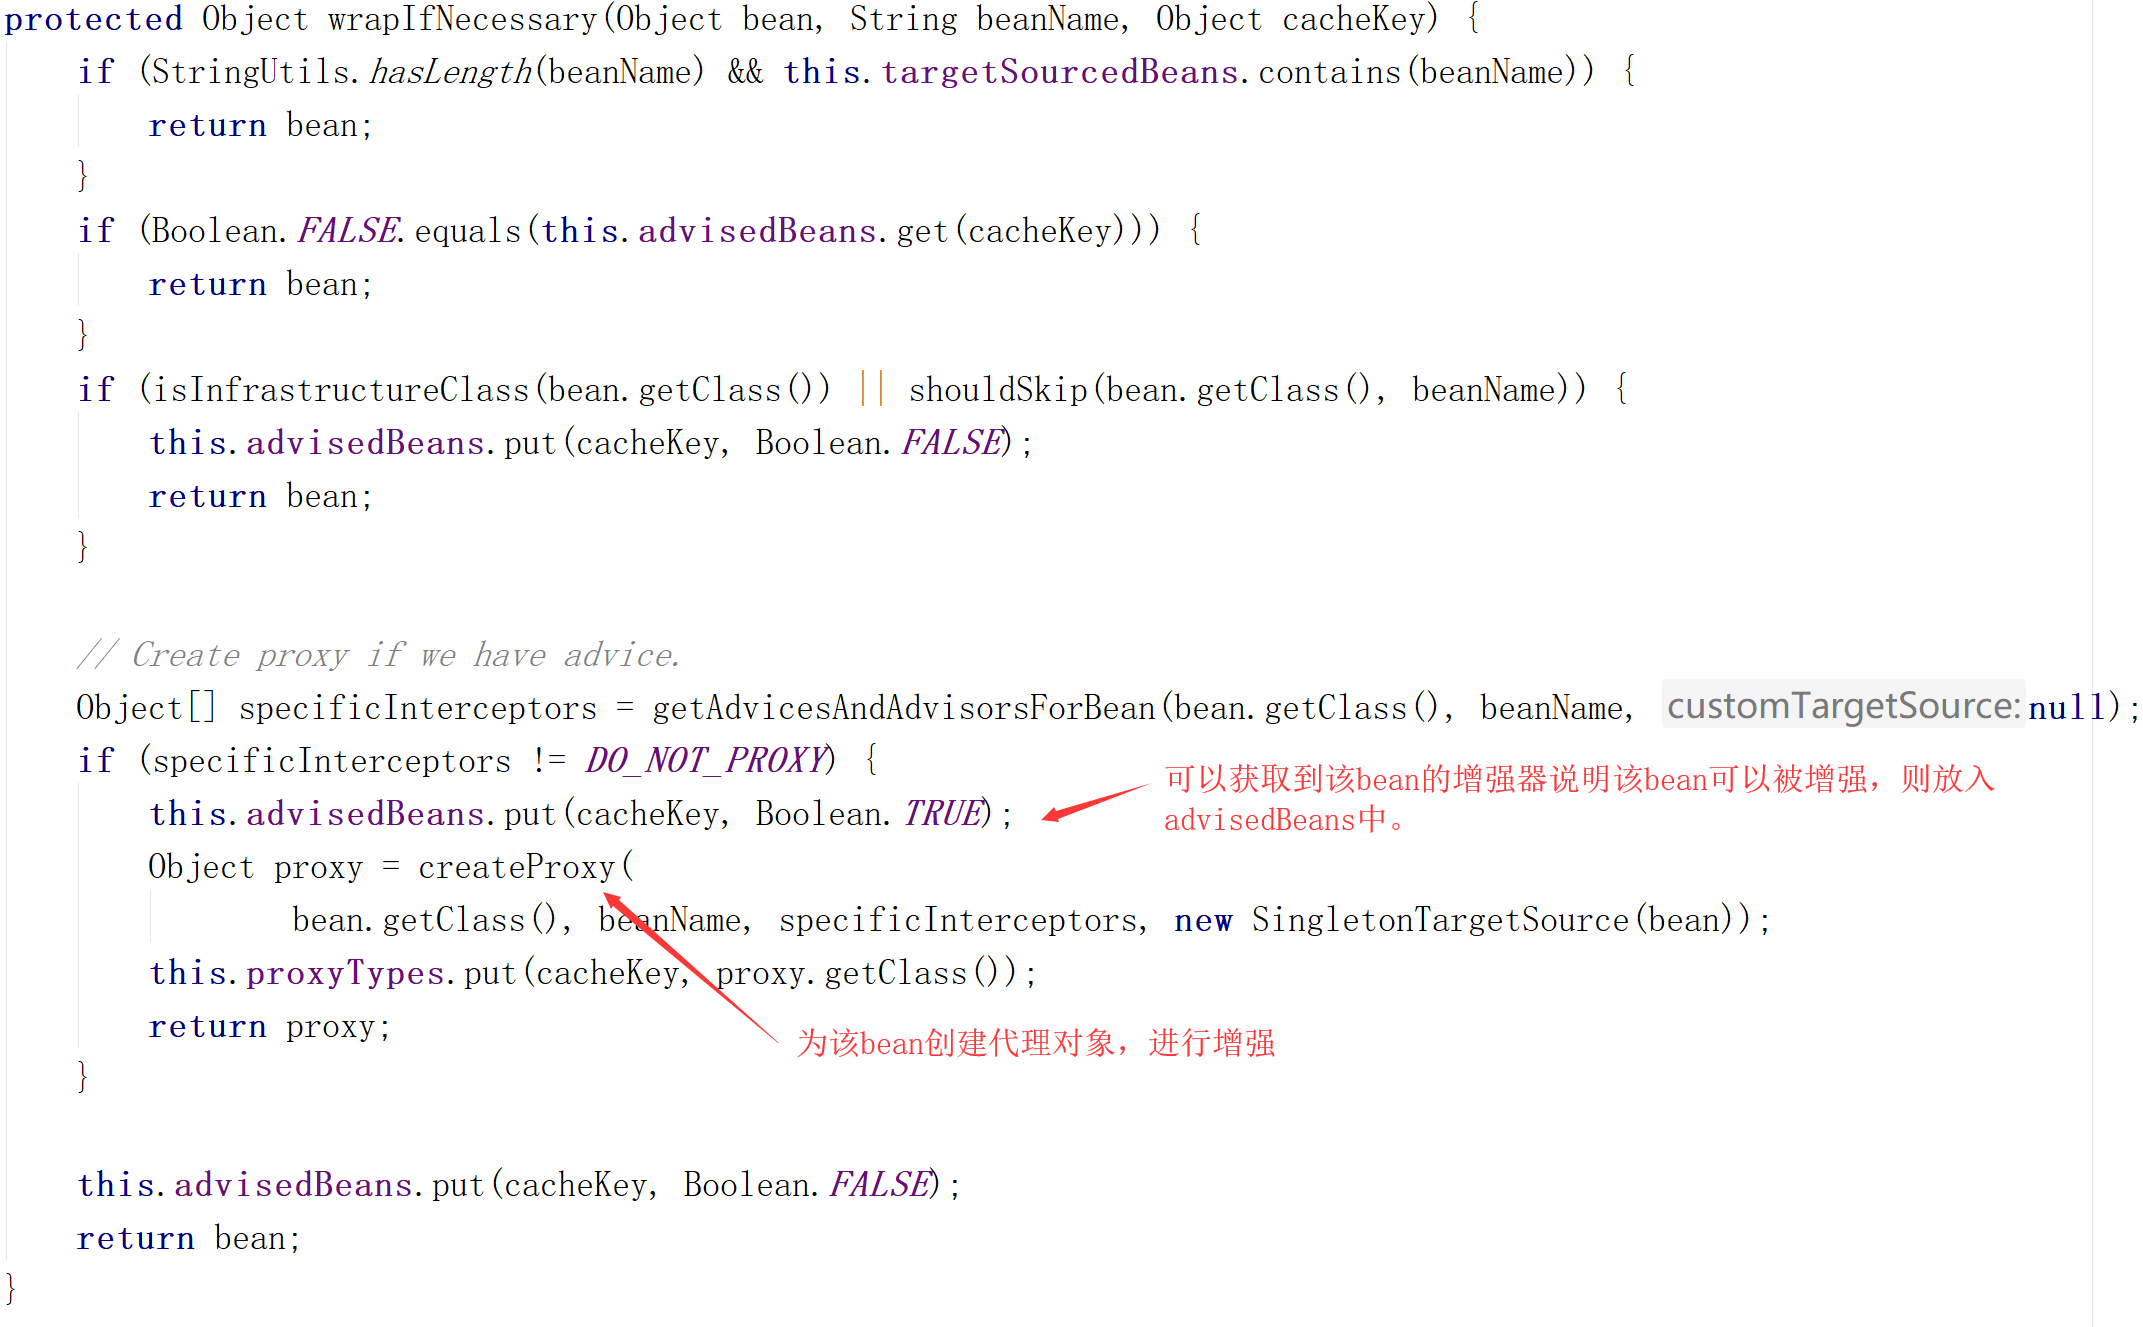 protected Object wrapIfNecessary(Object bean, String beanName, Object cacheKey) {
    if (StringUtils.hasLength(beanName) && this.targetSourcedBeans.contains(beanName)) {
        return bean;
    }
    if (Boolean.FALSE.equals(this.advisedBeans.get(cacheKey))) {
        return bean;
    }
    if (isInfrastructureClass(bean.getClass()) || shouldSkip(bean.getClass(), beanName)) {
        this.advisedBeans.put(cacheKey, Boolean.FALSE);
        return bean;
    }

    // Create proxy if we have advice.
    Object[] specificInterceptors = getAdvicesAndAdvisorsForBean(bean.getClass(), beanName, customTargetSource: null);
    if (specificInterceptors != DO_NOT_PROXY) {
可以获取到该bean的增强器说明该bean可以被增强，则放入
        this.advisedBeans.put(cacheKey, Boolean.TRUE);
advisedBeans中。
        Object proxy = createProxy(
                bean.getClass(), beanName, specificInterceptors, new SingletonTargetSource(bean));
        this.proxyTypes.put(cacheKey, proxy.getClass());
        return proxy;
为该bean创建代理对象，进行增强
    }

    this.advisedBeans.put(cacheKey, Boolean.FALSE);
    return bean;
}